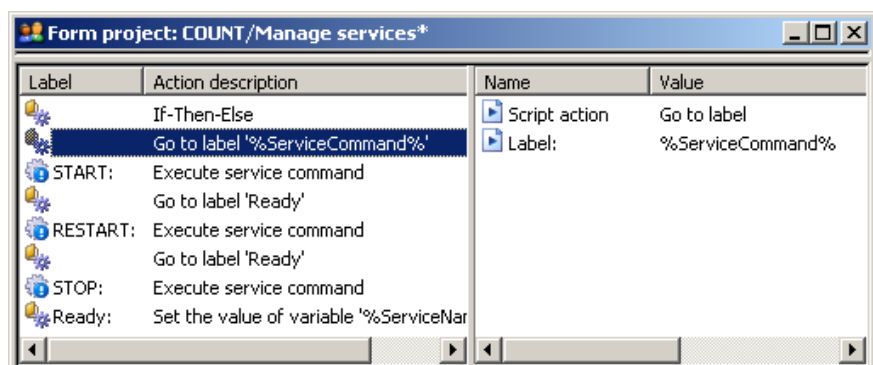 Form project: COUNT/Manage services*
Label Action description Name Value
If-Then-Else Script action Go to label
Go to label '%ServiceCommand%' Label: %ServiceCommand%
START: Execute service command
Go to label 'Ready'
RESTART: Execute service command
Go to label 'Ready'
STOP: Execute service command
Ready: Set the value of variable '%ServiceNar